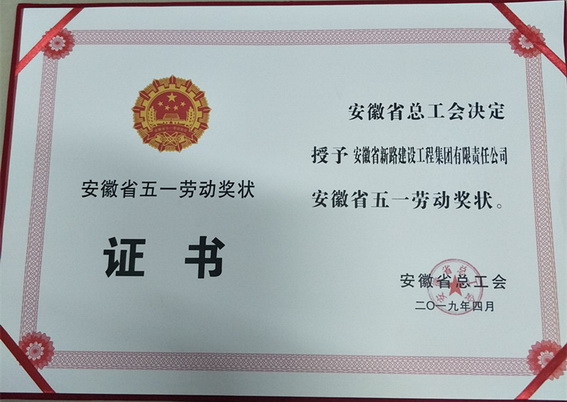 安徽省五一劳动奖状
证书
安徽省总工会决定
授予 安徽省新路建设工程集团有限责任公司
安徽省五一劳动奖状。
安徽省总工会
二〇一九年四月